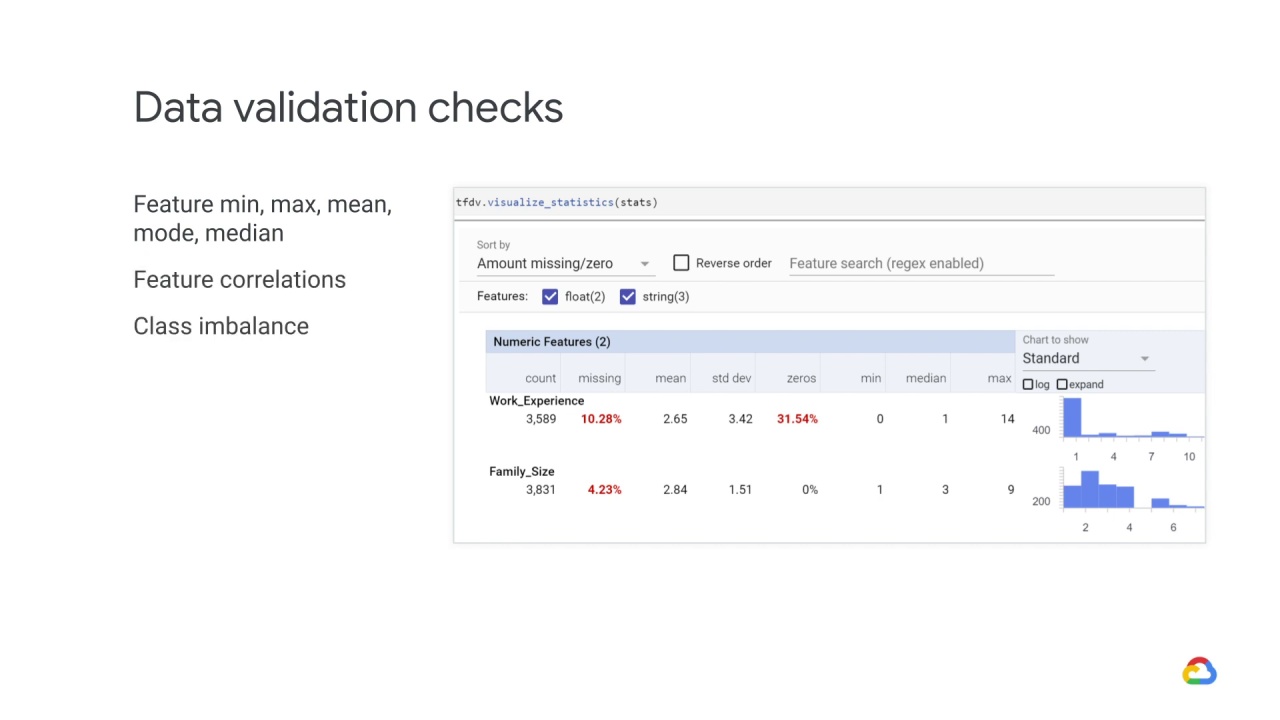 Data validation checks
Feature min, max, mean,
mode, median
Feature correlations
Class imbalance
tfdv.visualize_statistics(stats)
Sort by
Amount missing/zero
Reverse order
Feature search (regex enabled)
Features: float(2) string(3)
Numeric Features (2)
count missing mean std dev zeros min median max
Chart to show
Standard
log expand
Work_Experience
3,589 10.28% 2.65 3.42 31.54% 0 1 14
400
1 4 7 10
Family_Size
3,831 4.23% 2.84 1.51 0% 1 3 9
200
2 4 6